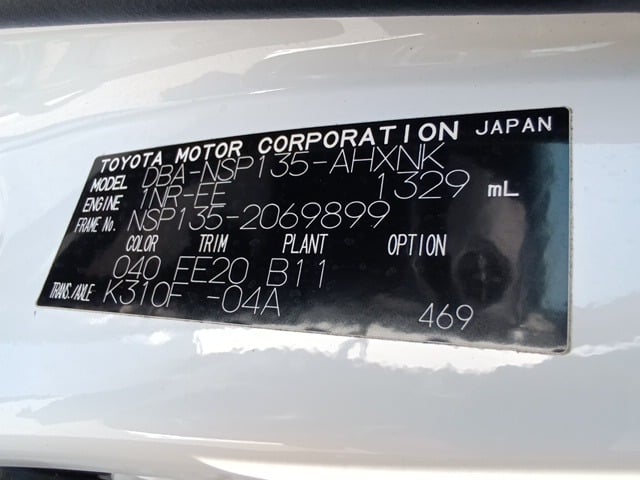 TOYOTA MOTOR CORPORATION JAPAN
MODEL DBA-NSP135-AHXNK
ENGINE 1NR-FE 1329 mL
FRAME No. NSP135-2069899
COLOR TRIM PLANT OPTION
040 FE20 B11
TRANS./AXLE K310F -04A
469